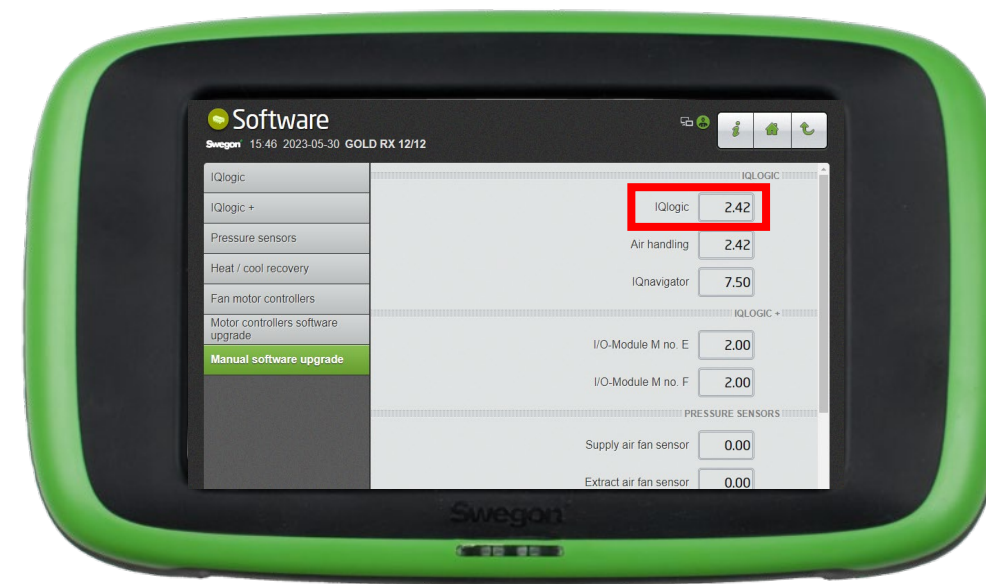 Software
Swegon 15:46 2023-05-30 GOLD RX 12/12
i
IQlogic
IQlogic +
Pressure sensors
Heat / cool recovery
Fan motor controllers
Motor controllers software
upgrade
Manual software upgrade
IQLOGIC
IQlogic 2.42
Air handling 2.42
IQnavigator 7.50
IQLOGIC +
I/O-Module M no. E 2.00
I/O-Module M no. F 2.00
PRESSURE SENSORS
Supply air fan sensor 0.00
Extract air fan sensor 0.00
Swegon